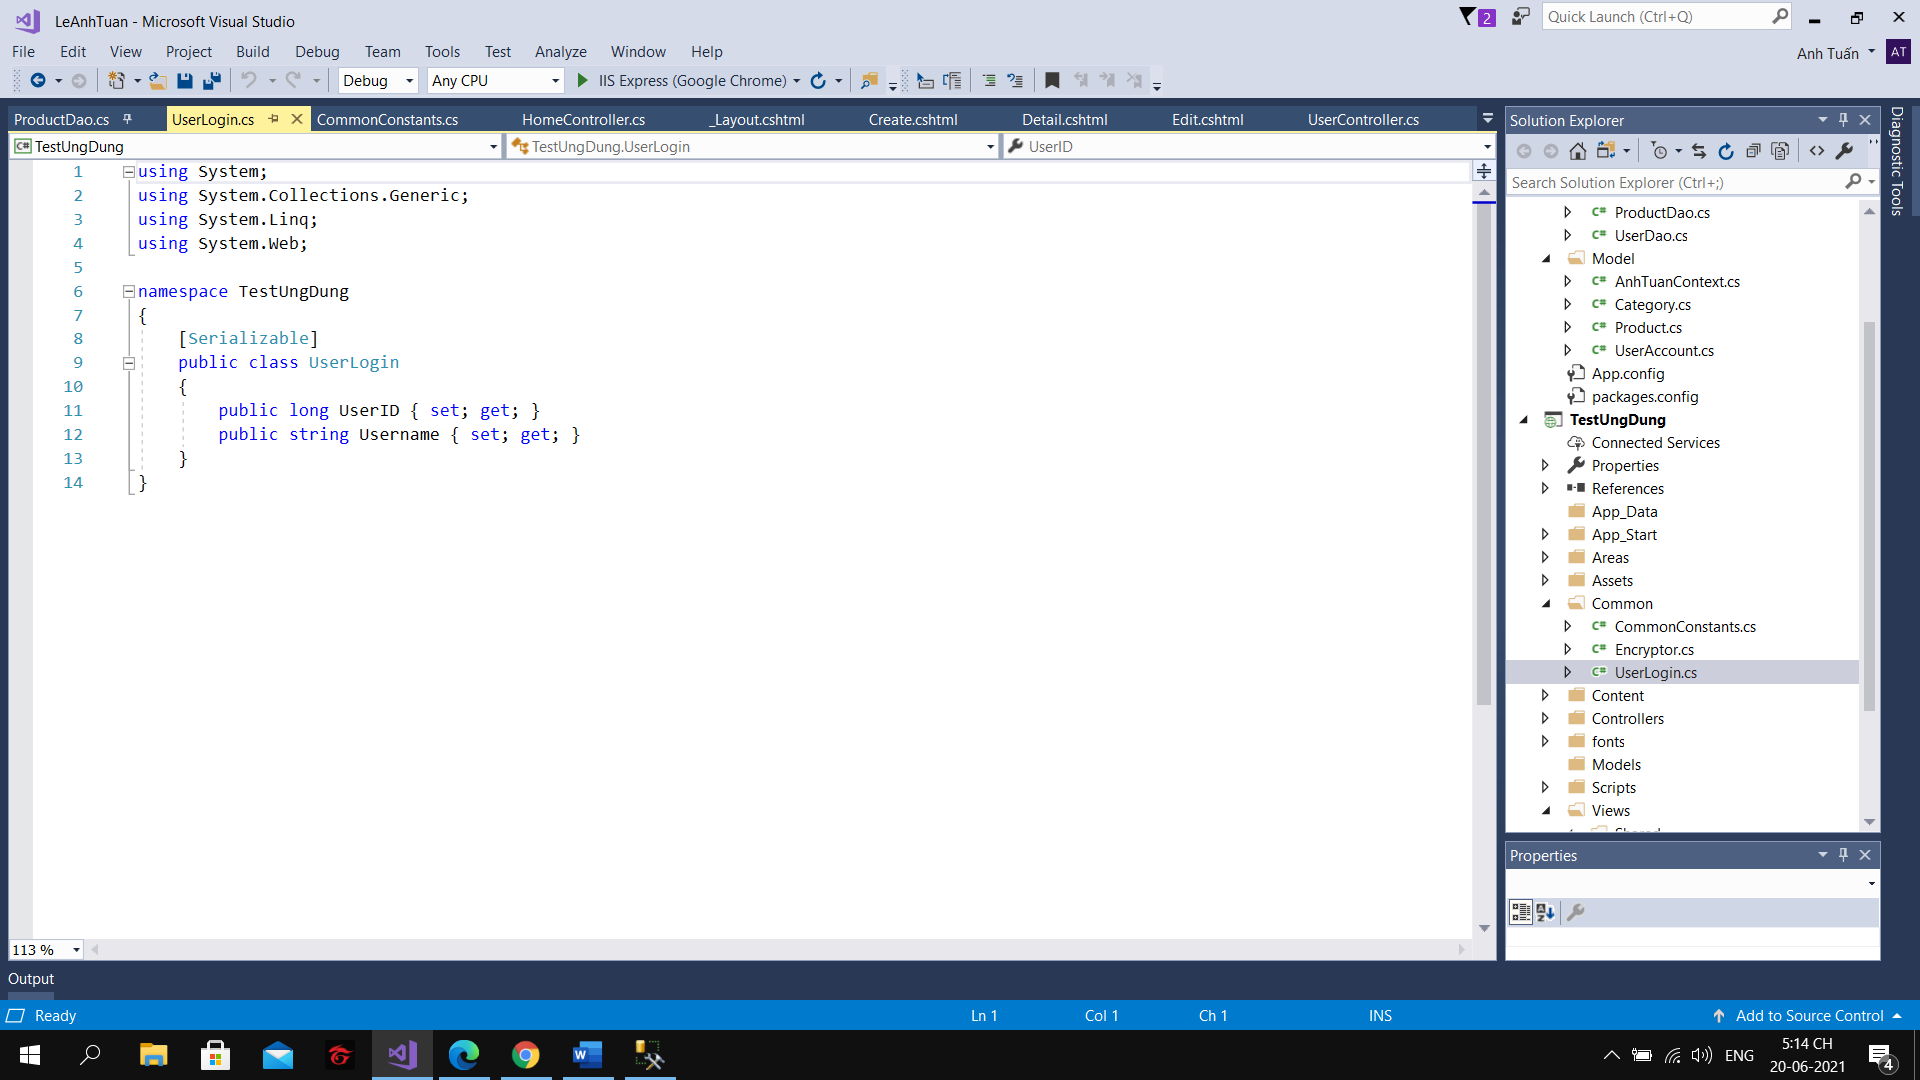 LeAnhTuan - Microsoft Visual Studio
2
Quick Launch (Ctrl+Q)
File Edit View Project Build Debug Team Tools Test Analyze Window Help
Anh Tuấn
AT
Debug
Any CPU
IIS Express (Google Chrome)
ProductDao.cs
UserLogin.cs
CommonConstants.cs
HomeController.cs
_Layout.cshtml
Create.cshtml
Detail.cshtml
Edit.cshtml
UserController.cs
TestUngDung
TestUngDung.UserLogin
UserID
1 using System;
2 using System.Collections.Generic;
3 using System.Linq;
4 using System.Web;
5
6 namespace TestUngDung
7 {
8 [Serializable]
9 public class UserLogin
10 {
11 public long UserID { set; get; }
12 public string Username { set; get; }
13 }
14 }
113 %
Output
Solution Explorer
Search Solution Explorer (Ctrl+;)
C# ProductDao.cs
C# UserDao.cs
Model
C# AnhTuanContext.cs
C# Category.cs
C# Product.cs
C# UserAccount.cs
App.config
packages.config
TestUngDung
Connected Services
Properties
References
App_Data
App_Start
Areas
Assets
Common
C# CommonConstants.cs
C# Encryptor.cs
C# UserLogin.cs
Content
Controllers
fonts
Models
Scripts
Views
Properties
Diagnostic Tools
Ready
Ln 1
Col 1
Ch 1
INS
Add to Source Control
ENG
5:14 CH
20-06-2021
4